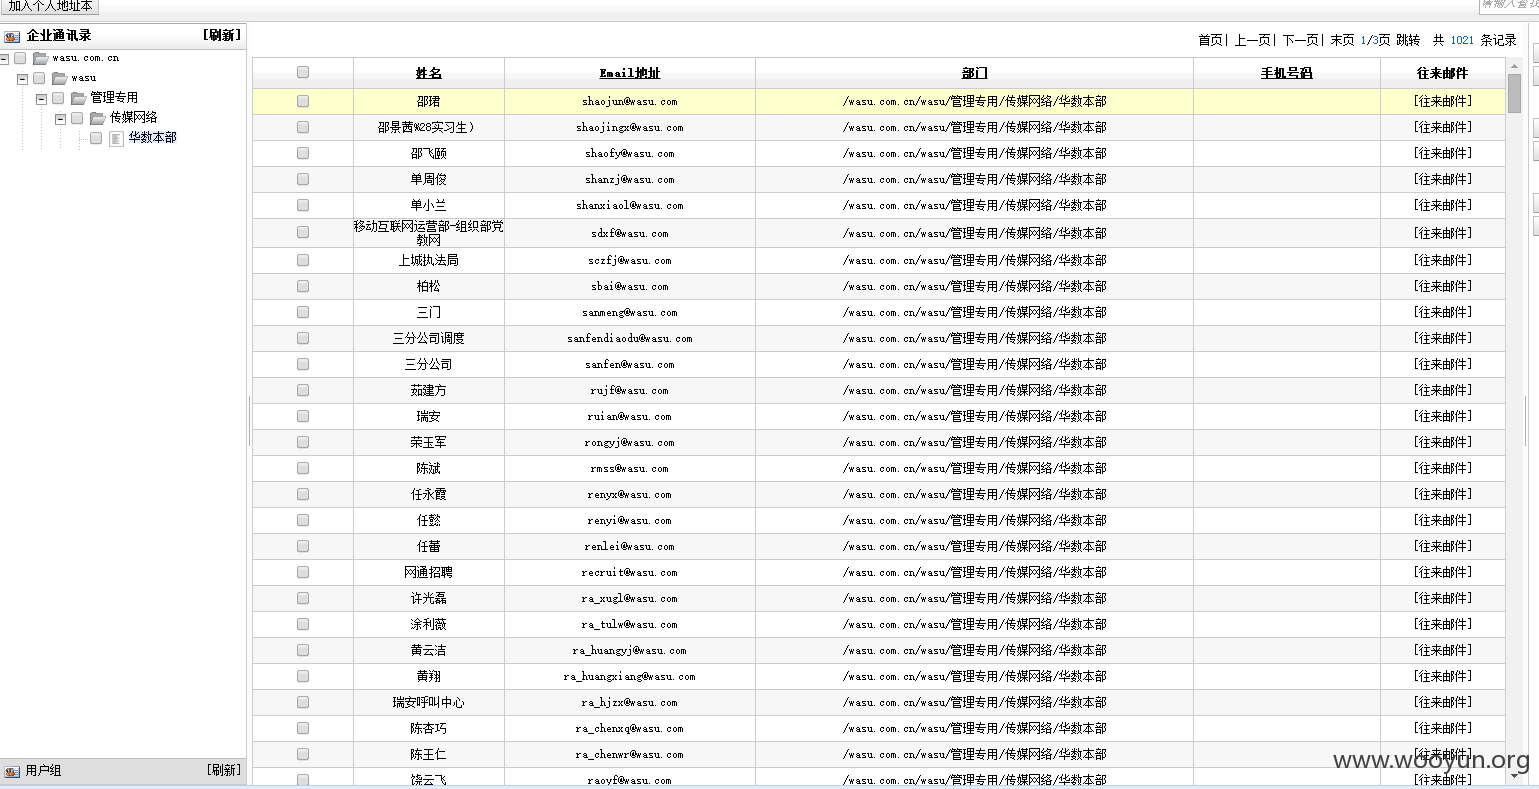 加入个人地址本
企业通讯录 [刷新]
wasu.com.cn
wasu
管理专用
传媒网络
华数本部
用户组 [刷新]
首页| 上一页| 下一页| 末页 1/3页 跳转 共 1021 条记录
姓名 Email地址 部门 手机号码 往来邮件
邵珺 shaojun@wasu.com /wasu.com.cn/wasu/管理专用/传媒网络/华数本部 [往来邮件]
邵景茜%28实习生） shaojingx@wasu.com /wasu.com.cn/wasu/管理专用/传媒网络/华数本部 [往来邮件]
邵飞颐 shaofy@wasu.com /wasu.com.cn/wasu/管理专用/传媒网络/华数本部 [往来邮件]
单周俊 shanzj@wasu.com /wasu.com.cn/wasu/管理专用/传媒网络/华数本部 [往来邮件]
单小兰 shanxiaol@wasu.com /wasu.com.cn/wasu/管理专用/传媒网络/华数本部 [往来邮件]
移动互联网运营部-组织部党
教网 sdxf@wasu.com /wasu.com.cn/wasu/管理专用/传媒网络/华数本部 [往来邮件]
上城执法局 sczfj@wasu.com /wasu.com.cn/wasu/管理专用/传媒网络/华数本部 [往来邮件]
柏松 sbai@wasu.com /wasu.com.cn/wasu/管理专用/传媒网络/华数本部 [往来邮件]
三门 sanmeng@wasu.com /wasu.com.cn/wasu/管理专用/传媒网络/华数本部 [往来邮件]
三分公司调度 sanfendiaodu@wasu.com /wasu.com.cn/wasu/管理专用/传媒网络/华数本部 [往来邮件]
三分公司 sanfen@wasu.com /wasu.com.cn/wasu/管理专用/传媒网络/华数本部 [往来邮件]
茹建方 rujf@wasu.com /wasu.com.cn/wasu/管理专用/传媒网络/华数本部 [往来邮件]
瑞安 ruian@wasu.com /wasu.com.cn/wasu/管理专用/传媒网络/华数本部 [往来邮件]
荣玉军 rongyj@wasu.com /wasu.com.cn/wasu/管理专用/传媒网络/华数本部 [往来邮件]
陈斌 rmss@wasu.com /wasu.com.cn/wasu/管理专用/传媒网络/华数本部 [往来邮件]
任永霞 renyx@wasu.com /wasu.com.cn/wasu/管理专用/传媒网络/华数本部 [往来邮件]
任懿 renyi@wasu.com /wasu.com.cn/wasu/管理专用/传媒网络/华数本部 [往来邮件]
任蕾 renlei@wasu.com /wasu.com.cn/wasu/管理专用/传媒网络/华数本部 [往来邮件]
网通招聘 recruit@wasu.com /wasu.com.cn/wasu/管理专用/传媒网络/华数本部 [往来邮件]
许光磊 ra_xugl@wasu.com /wasu.com.cn/wasu/管理专用/传媒网络/华数本部 [往来邮件]
涂利薇 ra_tulw@wasu.com /wasu.com.cn/wasu/管理专用/传媒网络/华数本部 [往来邮件]
黄云洁 ra_huangyj@wasu.com /wasu.com.cn/wasu/管理专用/传媒网络/华数本部 [往来邮件]
黄翔 ra_huangxiang@wasu.com /wasu.com.cn/wasu/管理专用/传媒网络/华数本部 [往来邮件]
瑞安呼叫中心 ra_hjzx@wasu.com /wasu.com.cn/wasu/管理专用/传媒网络/华数本部 [往来邮件]
陈杏巧 ra_chenxq@wasu.com /wasu.com.cn/wasu/管理专用/传媒网络/华数本部 [往来邮件]
陈王仁 ra_chenwr@wasu.com /wasu.com.cn/wasu/管理专用/传媒网络/华数本部 [往来邮件]
饶云飞 raoyf@wasu.com /wasu.com.cn/wasu/管理专用/传媒网络/华数本部 [往来邮件]
www.wooyun.org